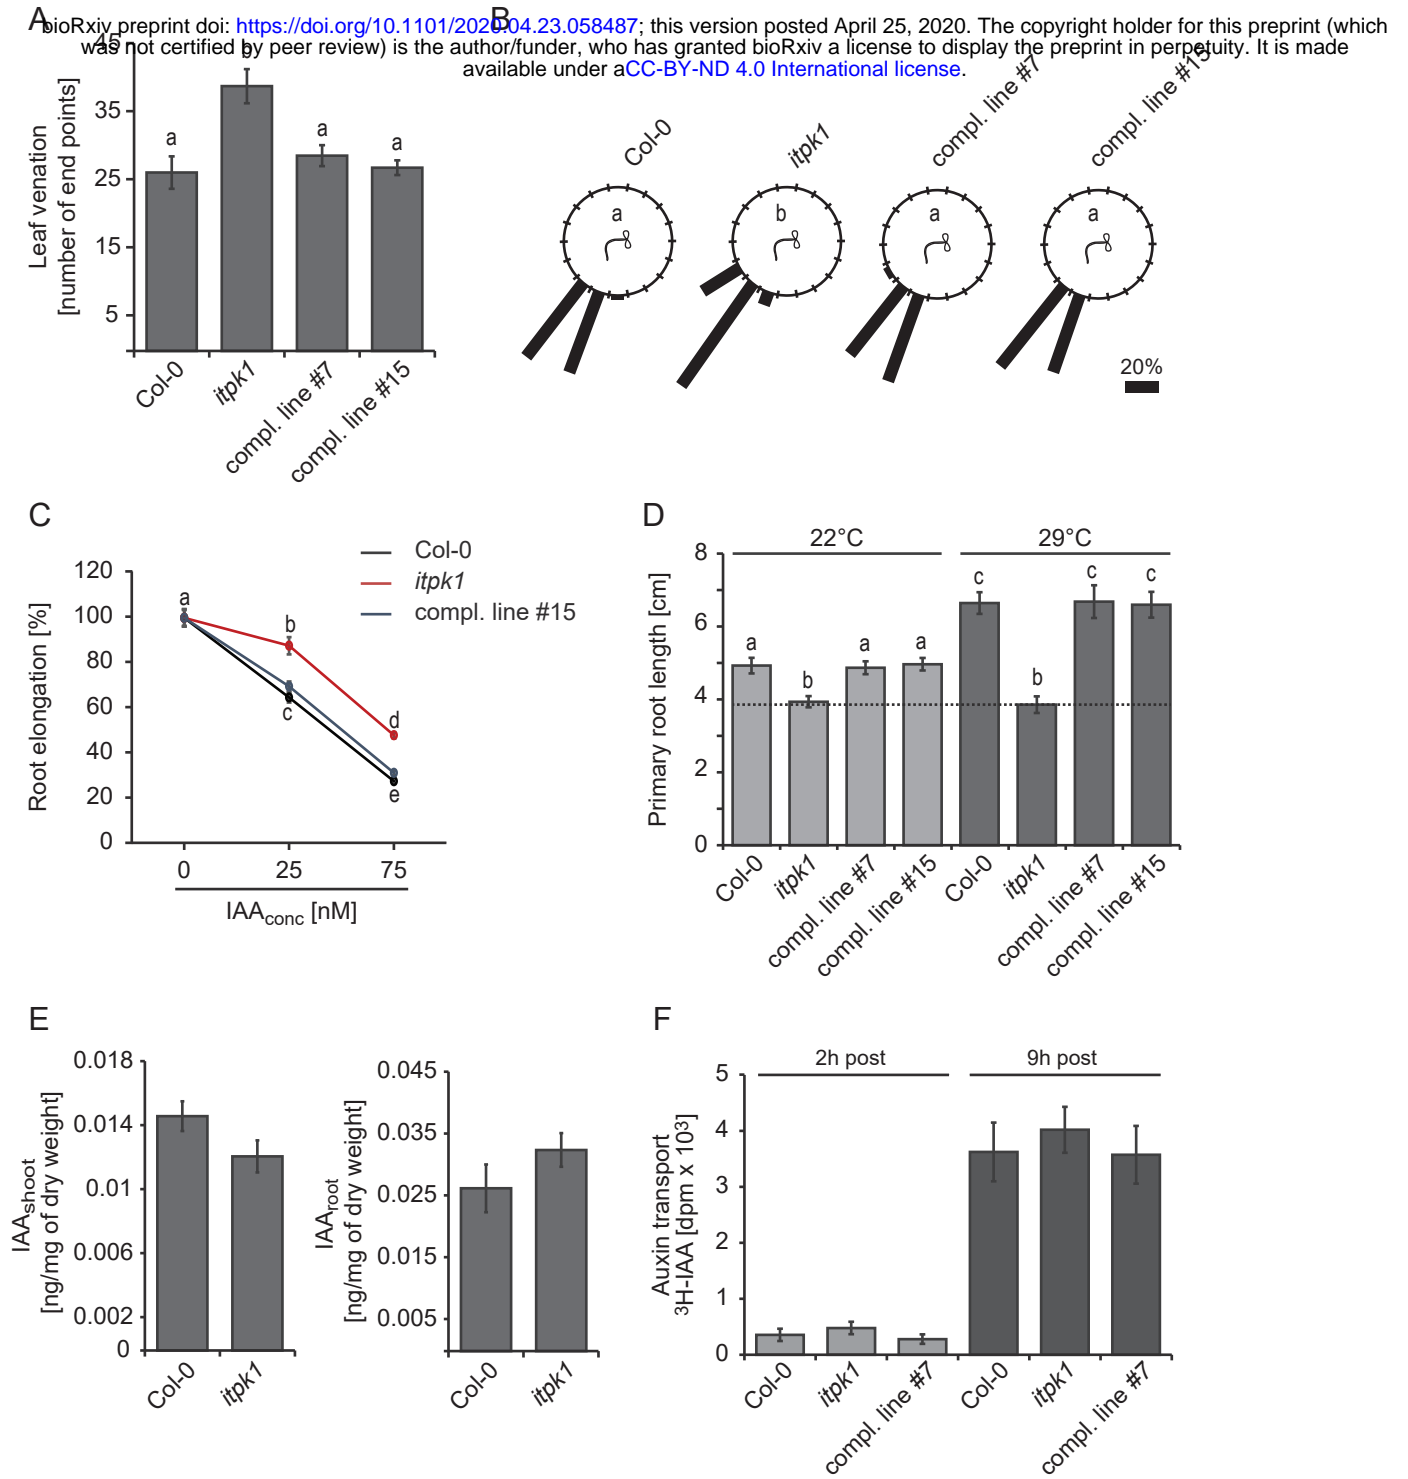 bioRxiv preprint doi: https://doi.org/10.1101/2020.04.23.058487; this version posted April 25, 2020. The copyright holder for this preprint (which
was not certified by peer review) is the author/funder, who has granted bioRxiv a license to display the preprint in perpetuity. It is made
available under aCC-BY-ND 4.0 International license.
A
Leaf venation
[number of end points]
45
35
25
15
5
a
b
a
a
Col-0
itpk1
compl. line #7
compl. line #15
B
Col-0
itpk1
compl. line #7
compl. line #15
a
b
a
a
20%
C
Root elongation [%]
120
100
80
60
40
20
0
Col-0
itpk1
compl. line #15
a
b
c
d
e
0 25 75
IAAconc [nM]
D
Primary root length [cm]
8
6
4
2
0
22°C
29°C
a
b
a
a
c
b
c
c
Col-0
itpk1
compl. line #7
compl. line #15
Col-0
itpk1
compl. line #7
compl. line #15
E
IAAshoot
[ng/mg of dry weight]
0.018
0.014
0.01
0.006
0.002
0
Col-0
itpk1
IAAroot
[ng/mg of dry weight]
0.045
0.035
0.025
0.015
0.005
Col-0
itpk1
F
Auxin transport
³H-IAA [dpm x 10³]
5
4
3
2
1
0
2h post
9h post
Col-0
itpk1
compl. line #7
Col-0
itpk1
compl. line #7